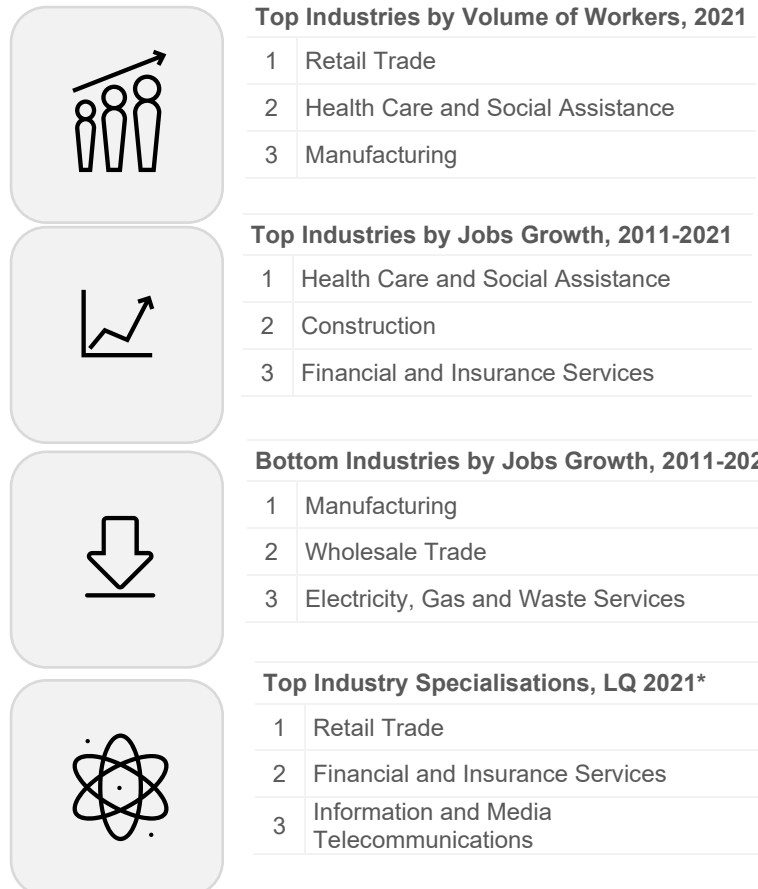 Top Industries by Volume of Workers, 2021
1 Retail Trade
2 Health Care and Social Assistance
3 Manufacturing
Top Industries by Jobs Growth, 2011-2021
1 Health Care and Social Assistance
2 Construction
3 Financial and Insurance Services
Bottom Industries by Jobs Growth, 2011-202
1 Manufacturing
2 Wholesale Trade
3 Electricity, Gas and Waste Services
Top Industry Specialisations, LQ 2021*
1 Retail Trade
2 Financial and Insurance Services
3 Information and Media
Telecommunications